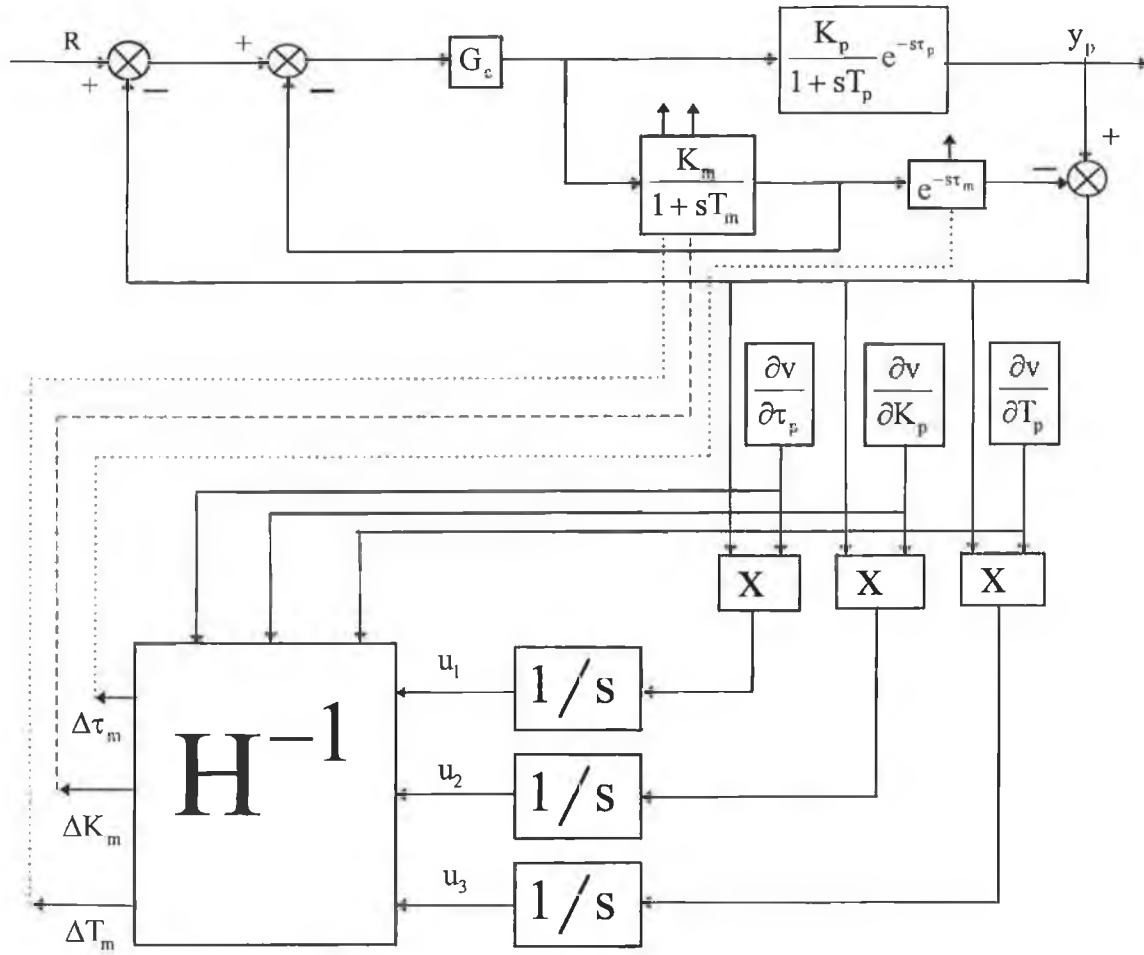 R
+
−
+
−
G_c
K_p / (1 + sT_p) e^{-sτ_p}
y_p
+
−
K_m / (1 + sT_m)
e^{-sτ_m}
∂v/∂τ_p
∂v/∂K_p
∂v/∂T_p
X
X
X
H^{-1}
u_1
1/s
Δτ_m
u_2
1/s
ΔK_m
u_3
1/s
ΔT_m